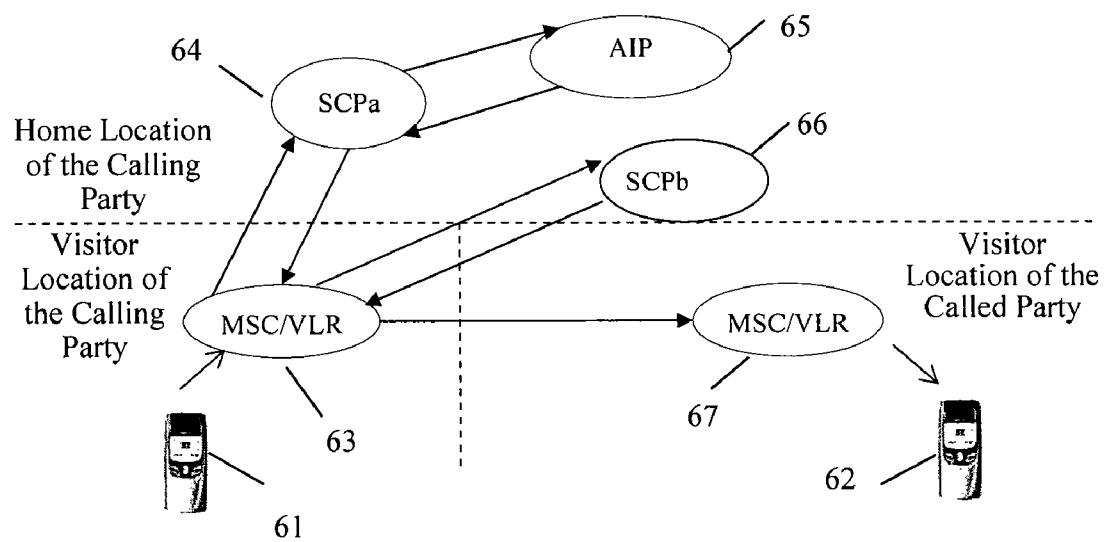 64
65
AIP
SCPa
66
Home Location
of the Calling
Party
SCPb
Visitor
Location of
the Calling
Party
Visitor
Location of the
Called Party
MSC/VLR
MSC/VLR
63
67
62
61